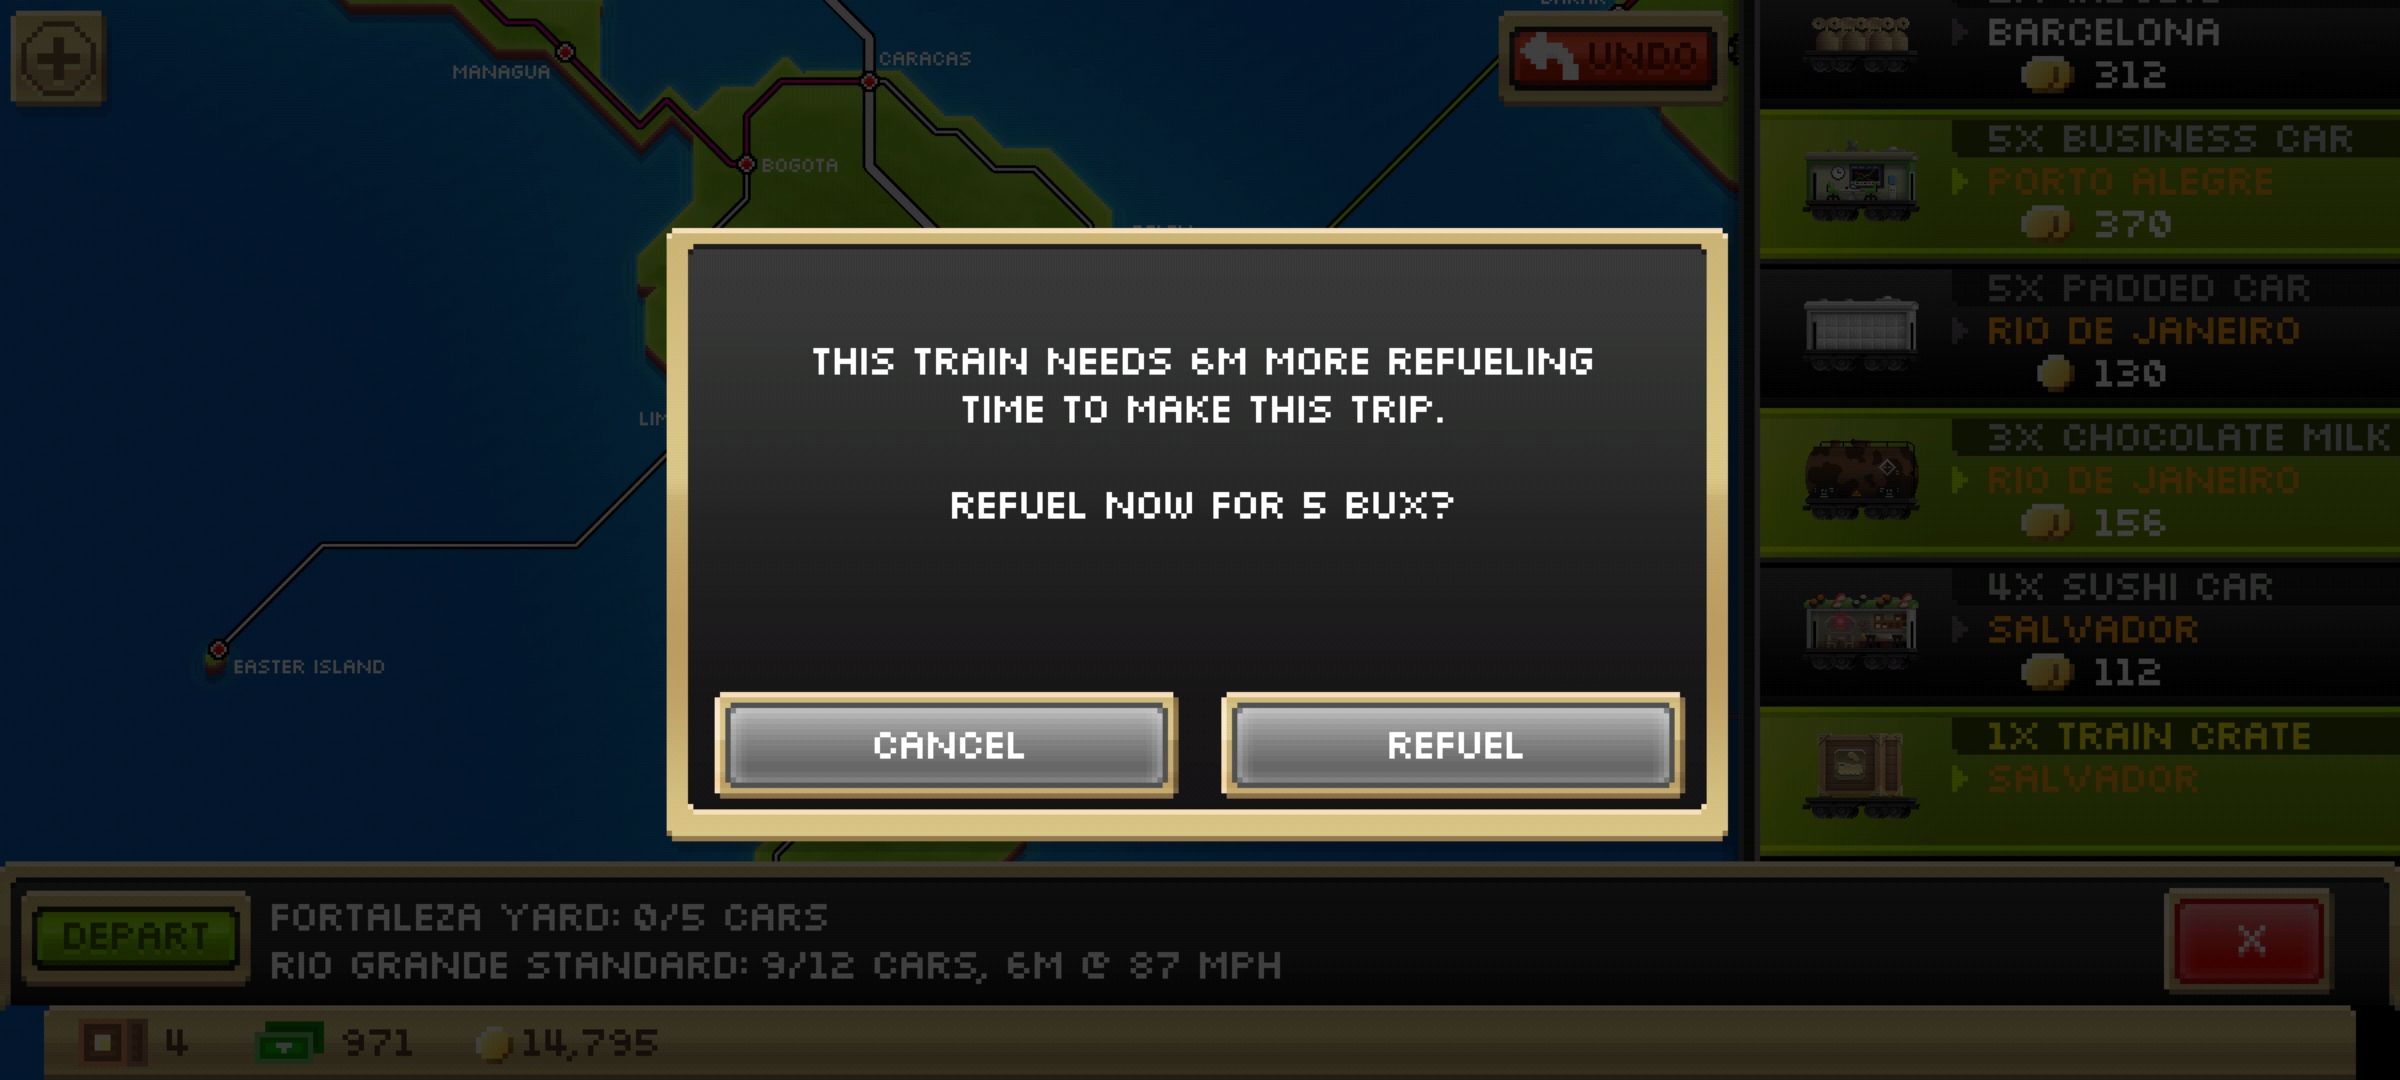 MANAGUA
CARACAS
BOGOTA
EASTER ISLAND
UNDO
BARCELONA
312
5X BUSINESS CAR
PORTO ALEGRE
370
5X PADDED CAR
RIO DE JANEIRO
130
3X CHOCOLATE MILK
RIO DE JANEIRO
156
4X SUSHI CAR
SALVADOR
112
1X TRAIN CRATE
SALVADOR
THIS TRAIN NEEDS 6M MORE REFUELING
TIME TO MAKE THIS TRIP.
REFUEL NOW FOR 5 BUX?
CANCEL
REFUEL
DEPART
FORTALEZA YARD: 0/5 CARS
RIO GRANDE STANDARD: 9/12 CARS, 6M @ 87 MPH
X
4
971
14,795